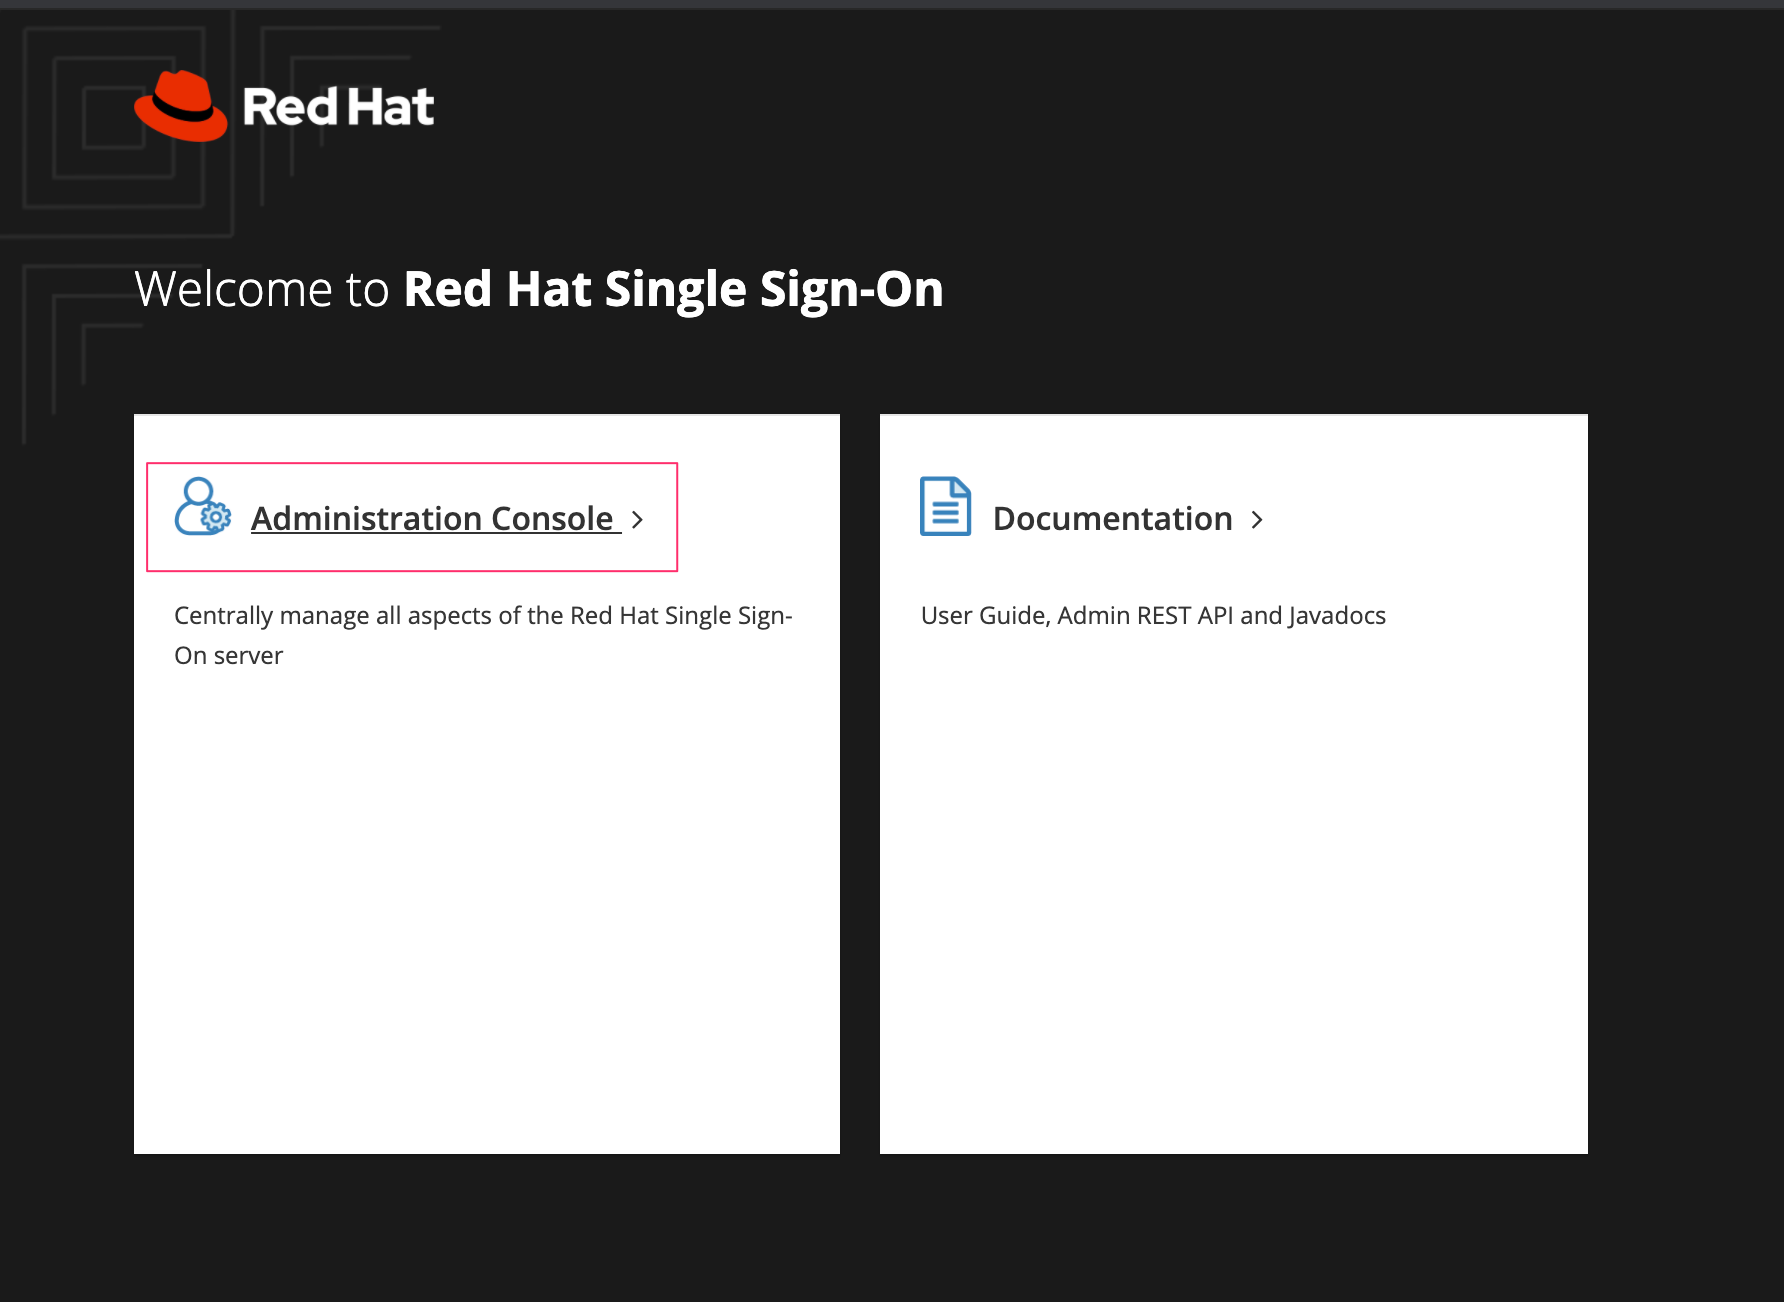 Red Hat
Welcome to Red Hat Single Sign-On
Administration Console
Centrally manage all aspects of the Red Hat Single Sign-
On server
Documentation
User Guide, Admin REST API and Javadocs